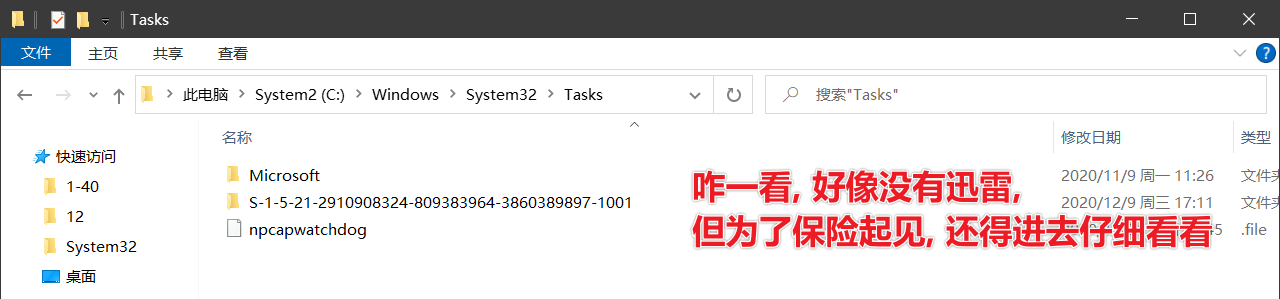 Tasks
文件 主页 共享 查看
此电脑 System2 (C:) Windows System32 Tasks 搜索"Tasks"
名称 修改日期 类型
快速访问
1-40
12
System32
桌面
Microsoft 2020/11/9 周一 11:26 文件夹
S-1-5-21-2910908324-809383964-3860389897-1001 2020/12/9 周三 17:11 文件夹
npcapwatchdog 45 .file
咋一看, 好像没有迅雷,
但为了保险起见, 还得进去仔细看看